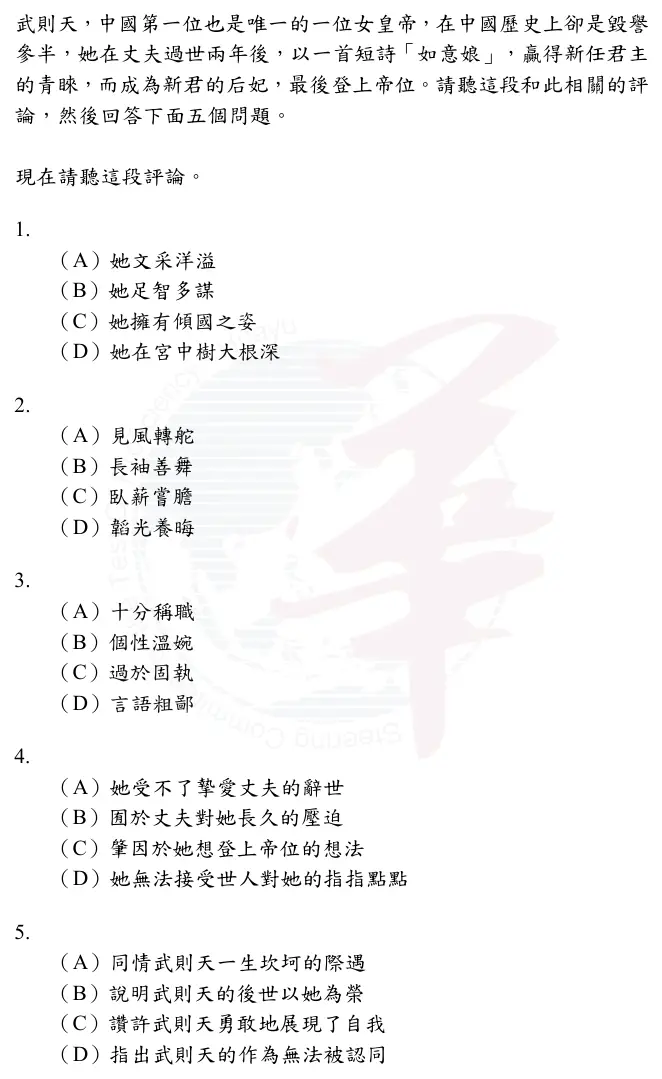 武則天，中國第一位也是唯一的一位女皇帝，在中國歷史上卻是毀譽
參半，她在丈夫過世兩年後，以一首短詩「如意娘」，贏得新任君主
的青睞，而成為新君的后妃，最後登上帝位。請聽這段和此相關的評
論，然後回答下面五個問題。
現在請聽這段評論。
1.
（A）她文采洋溢
（B）她足智多謀
（C）她擁有傾國之姿
（D）她在宮中樹大根深
2.
（A）見風轉舵
（B）長袖善舞
（C）臥薪嘗膽
（D）韜光養晦
3.
（A）十分稱職
（B）個性溫婉
（C）過於固執
（D）言語粗鄙
4.
（A）她受不了摯愛丈夫的辭世
（B）囿於丈夫對她長久的壓迫
（C）肇因於她想登上帝位的想法
（D）她無法接受世人對她的指指點點
5.
（A）同情武則天一生坎坷的際遇
（B）說明武則天的後世以她為榮
（C）讚許武則天勇敢地展現了自我
（D）指出武則天的作為無法被認同